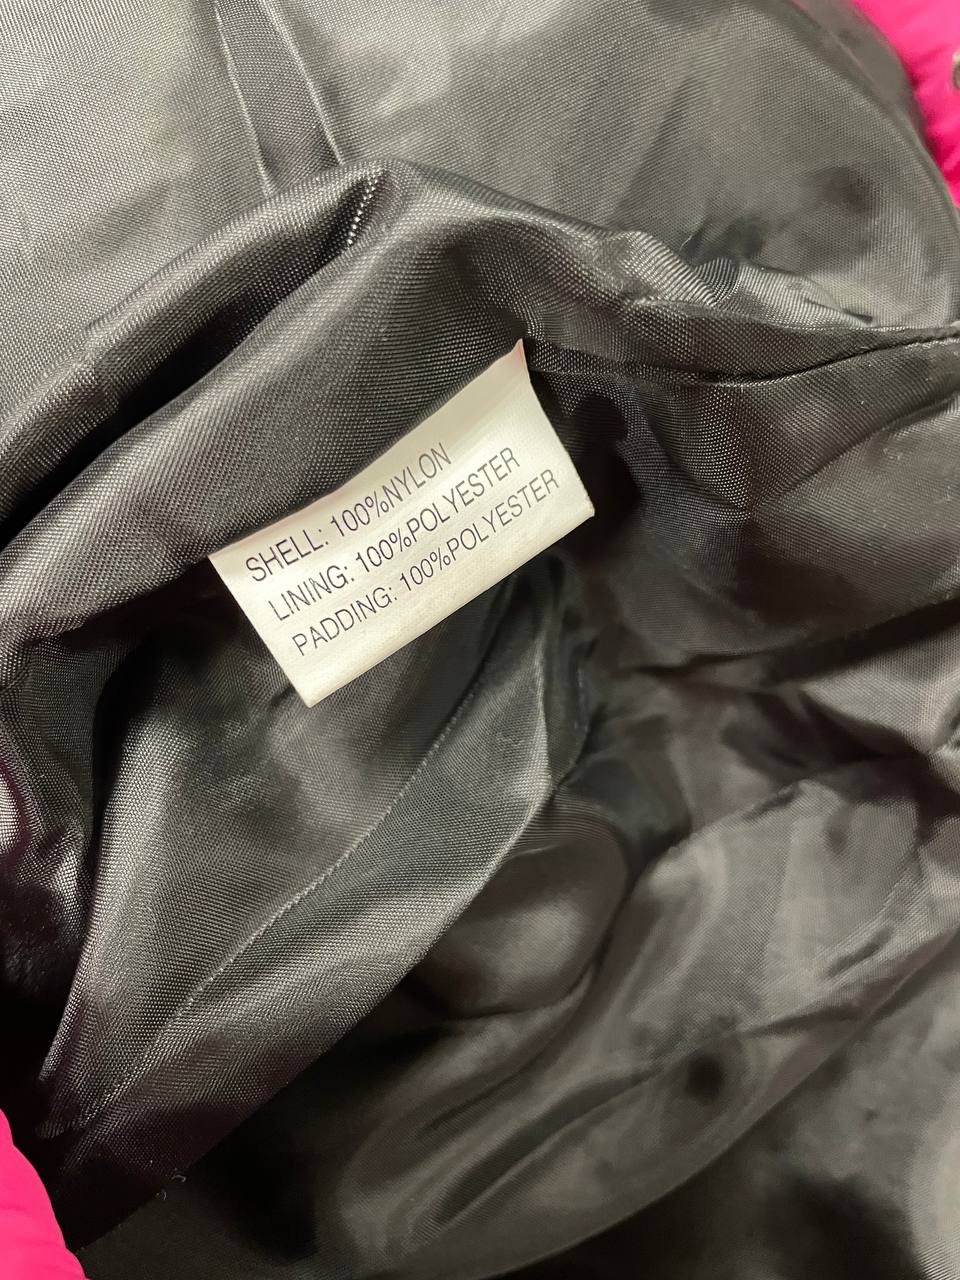 SHELL: 100%NYLON
LINING: 100%POLYESTER
PADDING: 100%POLYESTER